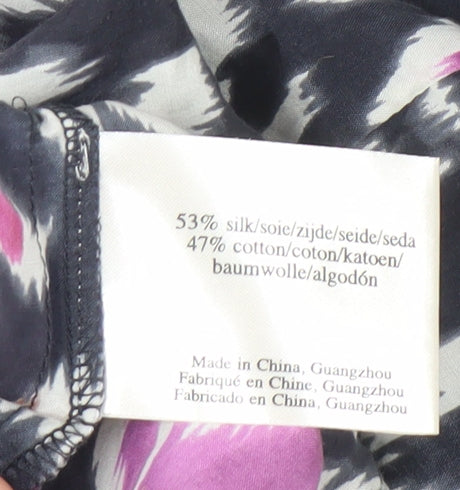 53% silk/soie/zijde/seide/seda
47% cotton/coton/katoen/
baumwolle/algodón
Made in China, Guangzhou
Fabriqué en Chine, Guangzhou
Fabricado en China, Guangzhou